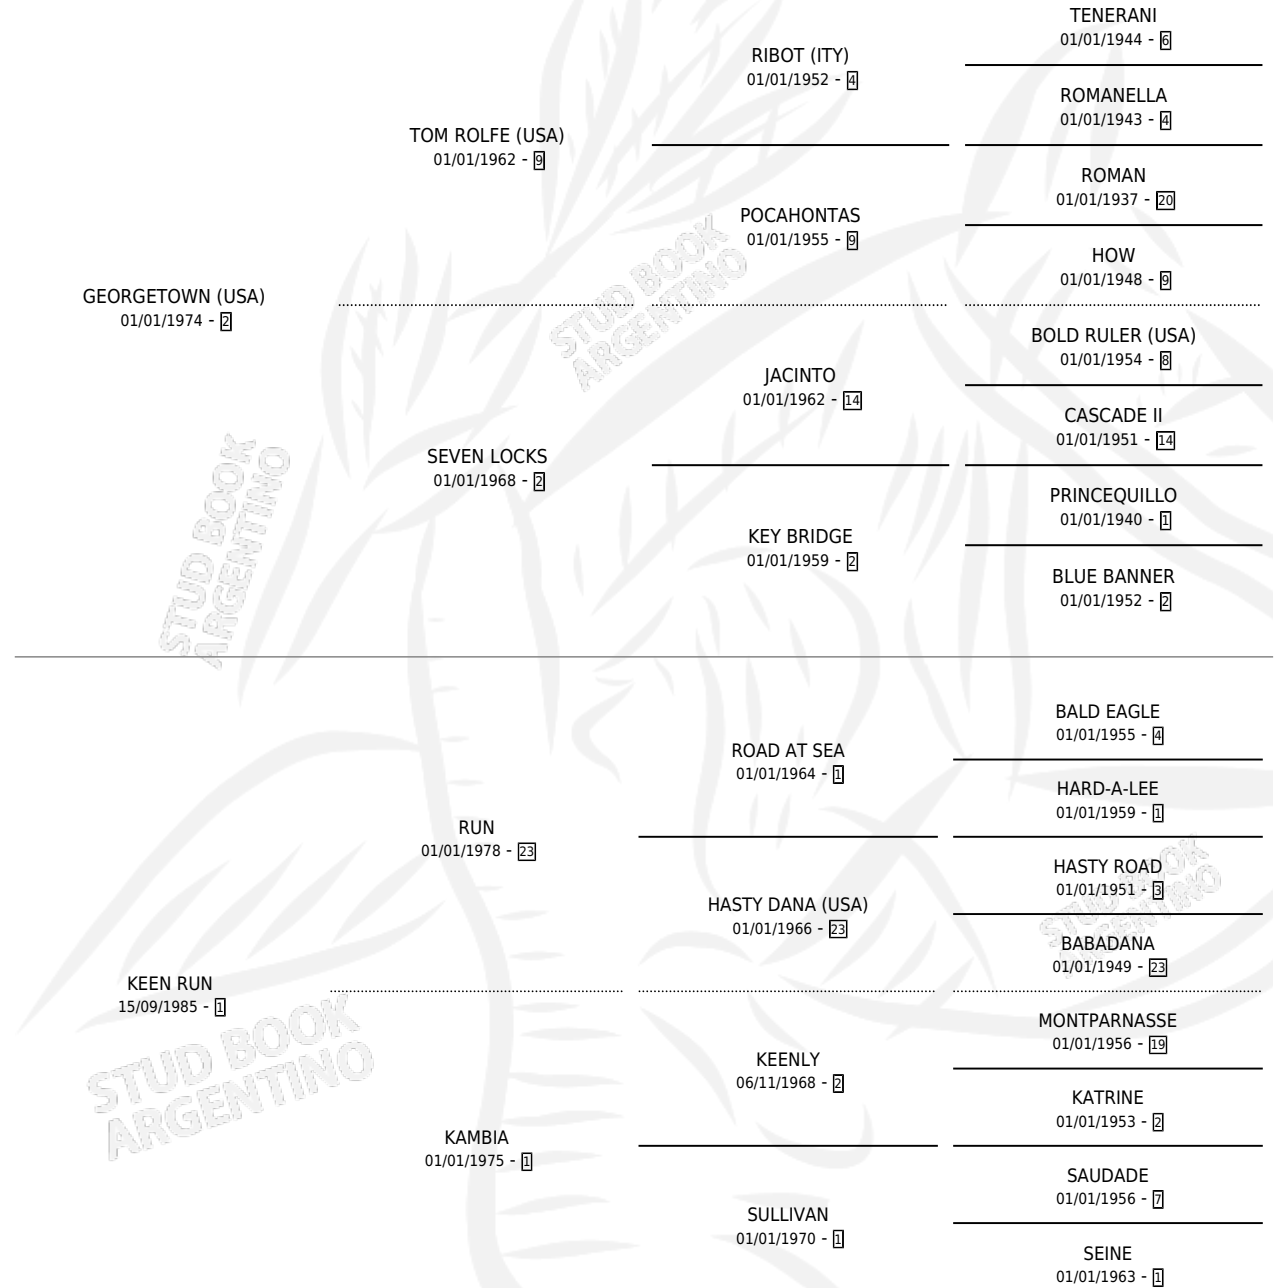 TENERANI
01/01/1944 - 6
RIBOT (ITY)
01/01/1952 - 4
ROMANELLA
01/01/1943 - 4
TOM ROLFE (USA)
01/01/1962 - 9
ROMAN
01/01/1937 - 20
POCAHONTAS
01/01/1955 - 9
HOW
01/01/1948 - 9
GEORGETOWN (USA)
01/01/1974 - 2
BOLD RULER (USA)
01/01/1954 - 8
JACINTO
01/01/1962 - 14
CASCADE II
01/01/1951 - 14
SEVEN LOCKS
01/01/1968 - 2
PRINCEQUILLO
01/01/1940 - 1
KEY BRIDGE
01/01/1959 - 2
BLUE BANNER
01/01/1952 - 2
STUD BOOK
ARGENTINO
STUD BOOK
ARGENTINO
BALD EAGLE
01/01/1955 - 4
ROAD AT SEA
01/01/1964 - 1
HARD-A-LEE
01/01/1959 - 1
RUN
01/01/1978 - 23
HASTY ROAD
01/01/1951 - 3
HASTY DANA (USA)
01/01/1966 - 23
BABADANA
01/01/1949 - 23
STUD BOOK
ARGENTINO
KEEN RUN
15/09/1985 - 1
MONTPARNASSE
01/01/1956 - 19
KEENLY
06/11/1968 - 2
KATRINE
01/01/1953 - 2
STUD BOOK
ARGENTINO
KAMBIA
01/01/1975 - 1
SAUDADE
01/01/1956 - 7
SULLIVAN
01/01/1970 - 1
SEINE
01/01/1963 - 1